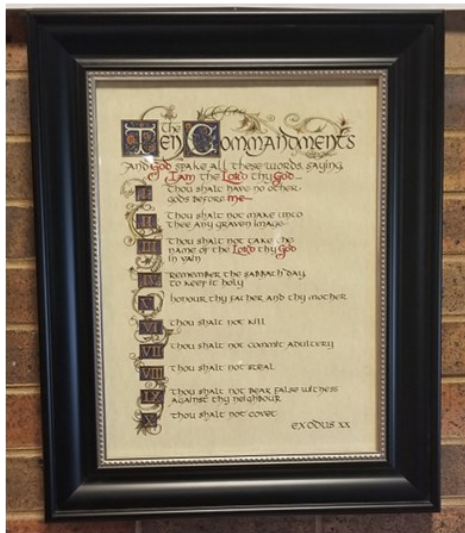 The
Ten Commandments
And God spake all these words, saying,
I am the Lord thy God—
I Thou shalt have no other
gods before me—
II Thou shalt not make unto
thee any graven image—
III Thou shalt not take the
name of the Lord thy God
in vain
IV Remember the sabbath day
to keep it holy
V honour thy father and thy mother
VI Thou shalt not kill
VII Thou shalt not commit adultery
VIII Thou shalt not steal
IX Thou shalt not bear false witness
against thy neighbour
X Thou shalt not covet
EXODUS XX